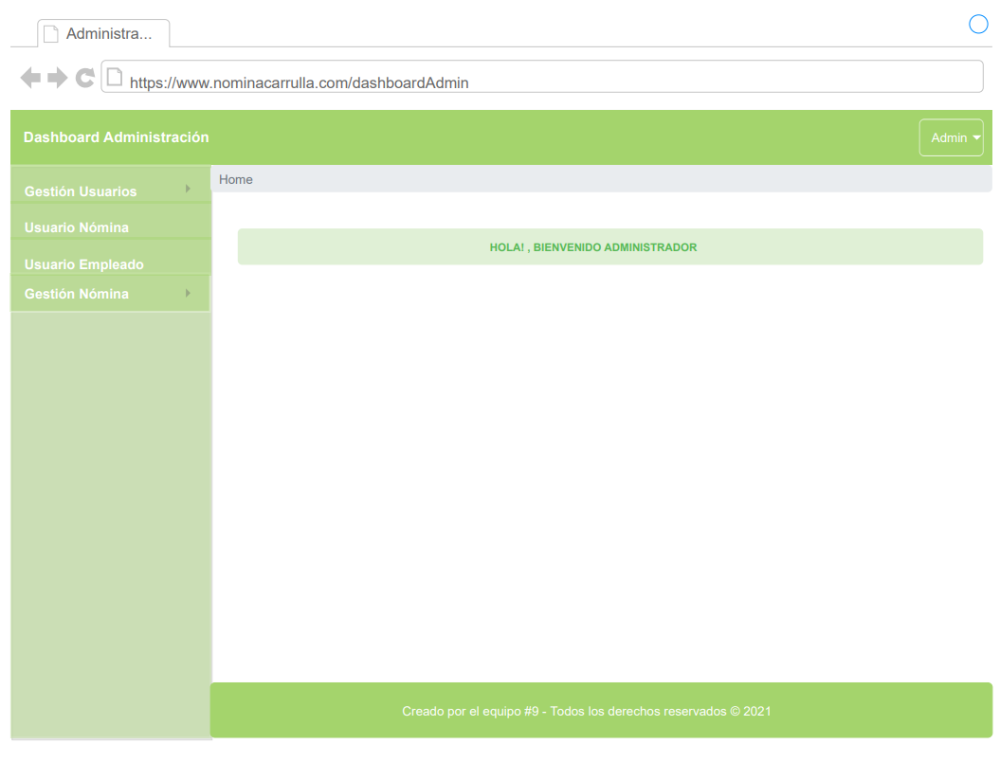 Administra...
https://www.nominacarrulla.com/dashboardAdmin
Dashboard Administración
Admin
Gestión Usuarios
Home
Usuario Nómina
HOLA! , BIENVENIDO ADMINISTRADOR
Usuario Empleado
Gestión Nómina
Creado por el equipo #9 - Todos los derechos reservados © 2021